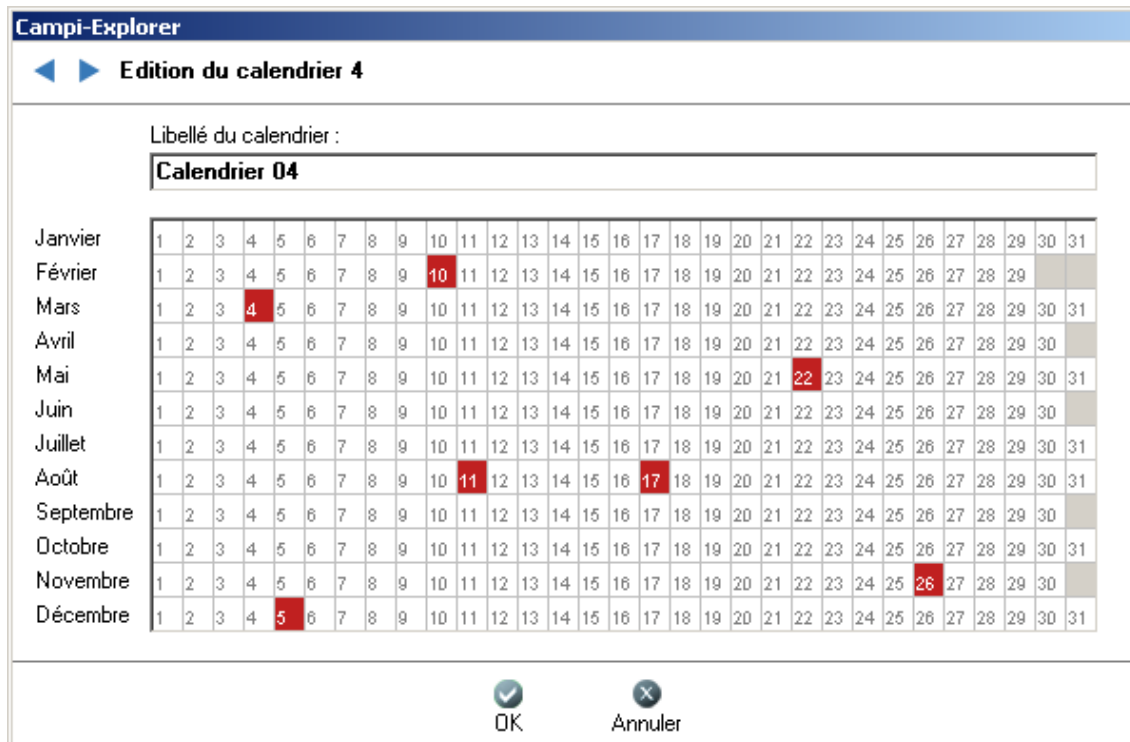 Campi-Explorer
Edition du calendrier 4
Libellé du calendrier :
Calendrier 04
Janvier 1 2 3 4 5 6 7 8 9 10 11 12 13 14 15 16 17 18 19 20 21 22 23 24 25 26 27 28 29 30 31
Février 1 2 3 4 5 6 7 8 9 10 11 12 13 14 15 16 17 18 19 20 21 22 23 24 25 26 27 28 29
Mars 1 2 3 4 5 6 7 8 9 10 11 12 13 14 15 16 17 18 19 20 21 22 23 24 25 26 27 28 29 30 31
Avril 1 2 3 4 5 6 7 8 9 10 11 12 13 14 15 16 17 18 19 20 21 22 23 24 25 26 27 28 29 30
Mai 1 2 3 4 5 6 7 8 9 10 11 12 13 14 15 16 17 18 19 20 21 22 23 24 25 26 27 28 29 30 31
Juin 1 2 3 4 5 6 7 8 9 10 11 12 13 14 15 16 17 18 19 20 21 22 23 24 25 26 27 28 29 30
Juillet 1 2 3 4 5 6 7 8 9 10 11 12 13 14 15 16 17 18 19 20 21 22 23 24 25 26 27 28 29 30 31
Août 1 2 3 4 5 6 7 8 9 10 11 12 13 14 15 16 17 18 19 20 21 22 23 24 25 26 27 28 29 30 31
Septembre 1 2 3 4 5 6 7 8 9 10 11 12 13 14 15 16 17 18 19 20 21 22 23 24 25 26 27 28 29 30
Octobre 1 2 3 4 5 6 7 8 9 10 11 12 13 14 15 16 17 18 19 20 21 22 23 24 25 26 27 28 29 30 31
Novembre 1 2 3 4 5 6 7 8 9 10 11 12 13 14 15 16 17 18 19 20 21 22 23 24 25 26 27 28 29 30
Décembre 1 2 3 4 5 6 7 8 9 10 11 12 13 14 15 16 17 18 19 20 21 22 23 24 25 26 27 28 29 30 31
OK Annuler